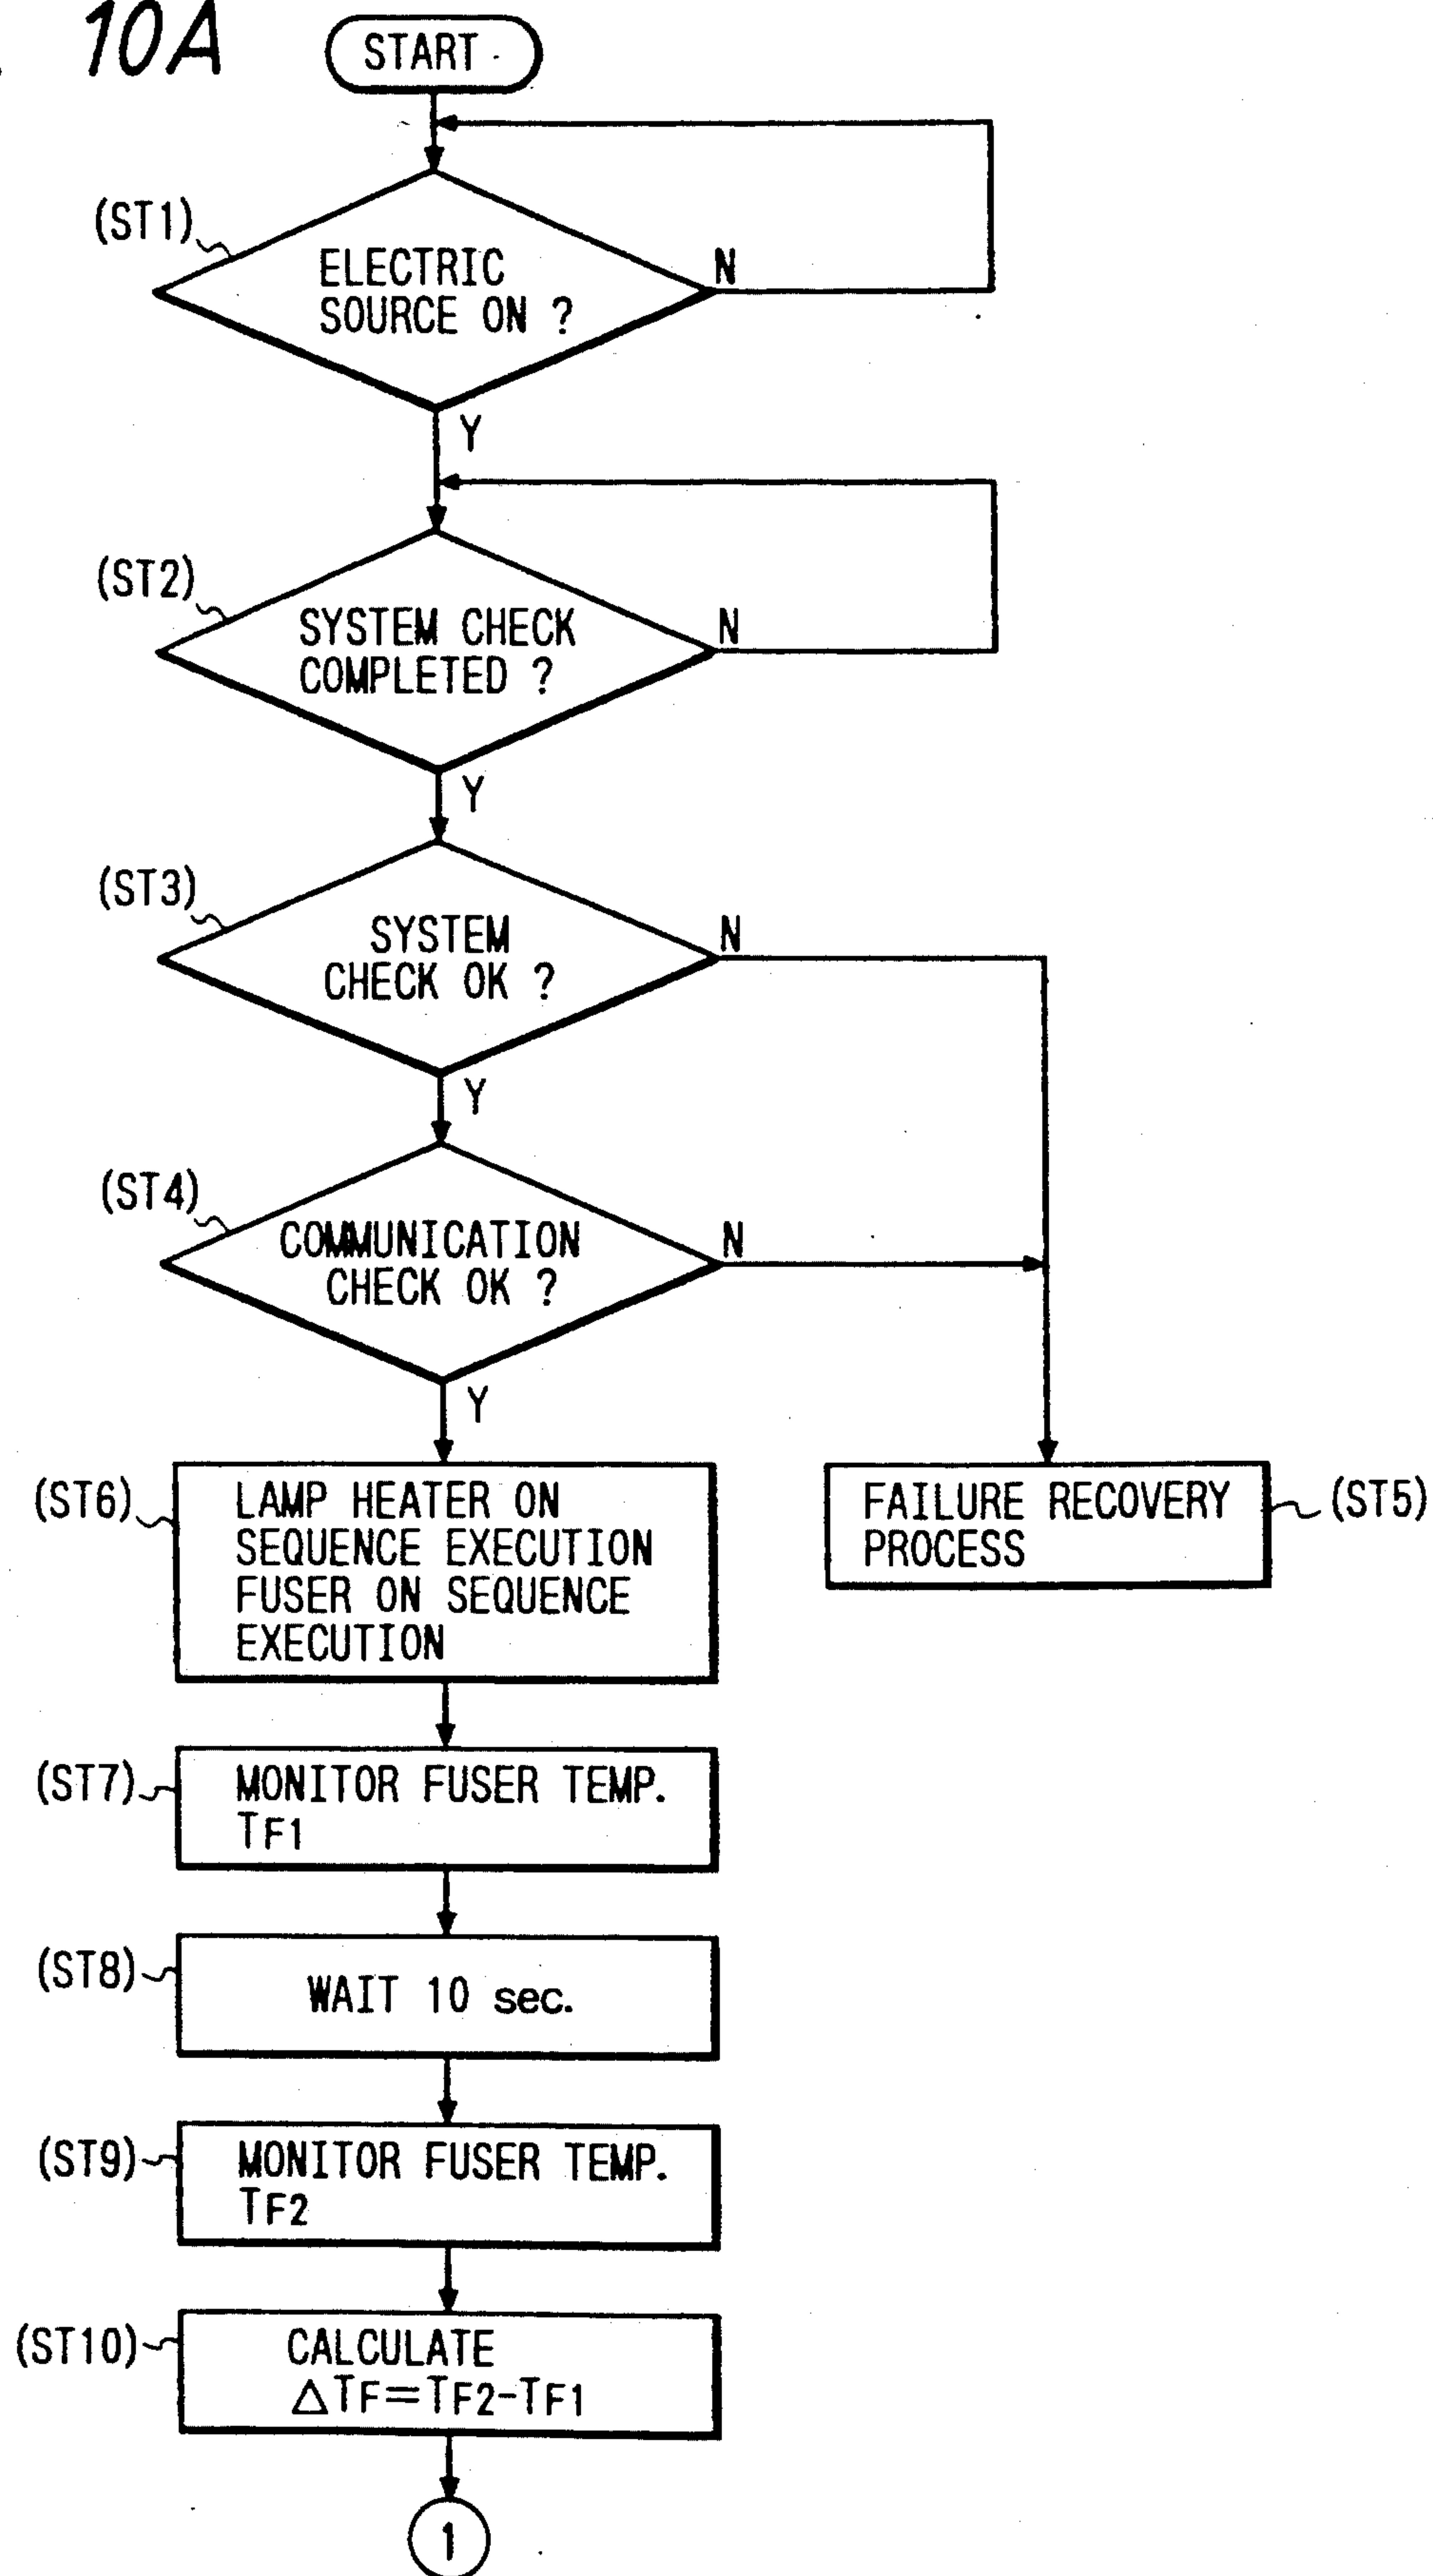 10A
START
(ST1)
ELECTRIC
SOURCE ON ?
N
Y
(ST2)
SYSTEM CHECK
COMPLETED ?
N
Y
(ST3)
SYSTEM
CHECK OK ?
N
Y
(ST4)
COMMUNICATION
CHECK OK ?
N
Y
(ST6)
LAMP HEATER ON
SEQUENCE EXECUTION
FUSER ON SEQUENCE
EXECUTION
FAILURE RECOVERY
PROCESS
(ST5)
(ST7)
MONITOR FUSER TEMP.
TF1
(ST8)
WAIT 10 sec.
(ST9)
MONITOR FUSER TEMP.
TF2
(ST10)
CALCULATE
△TF=TF2-TF1
1